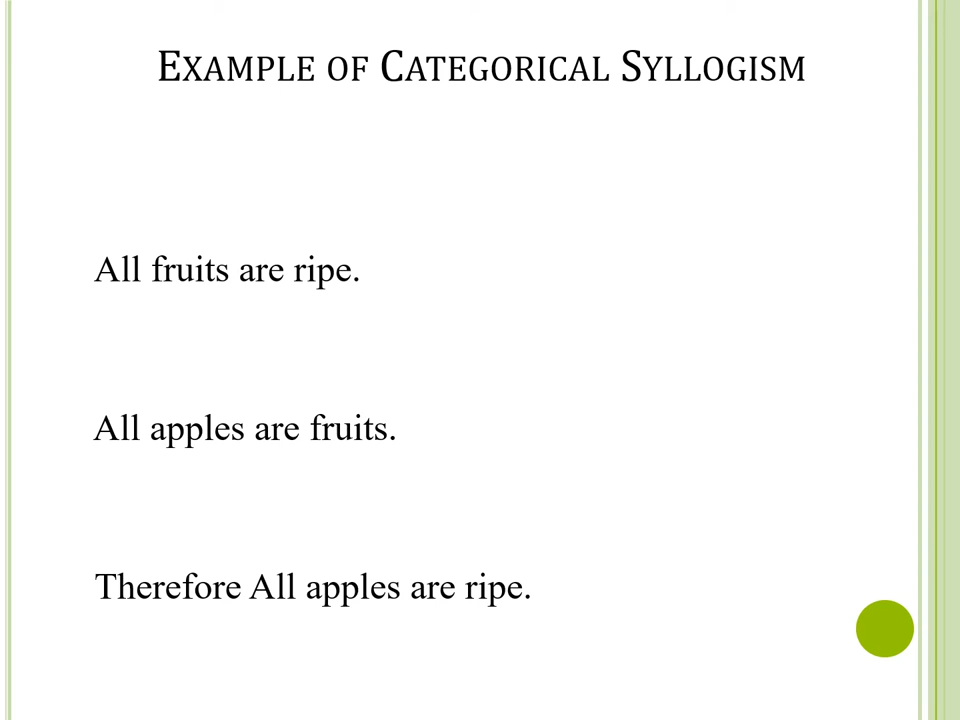 EXAMPLE OF CATEGORICAL SYLLOGISM
All fruits are ripe.
All apples are fruits.
Therefore All apples are ripe.